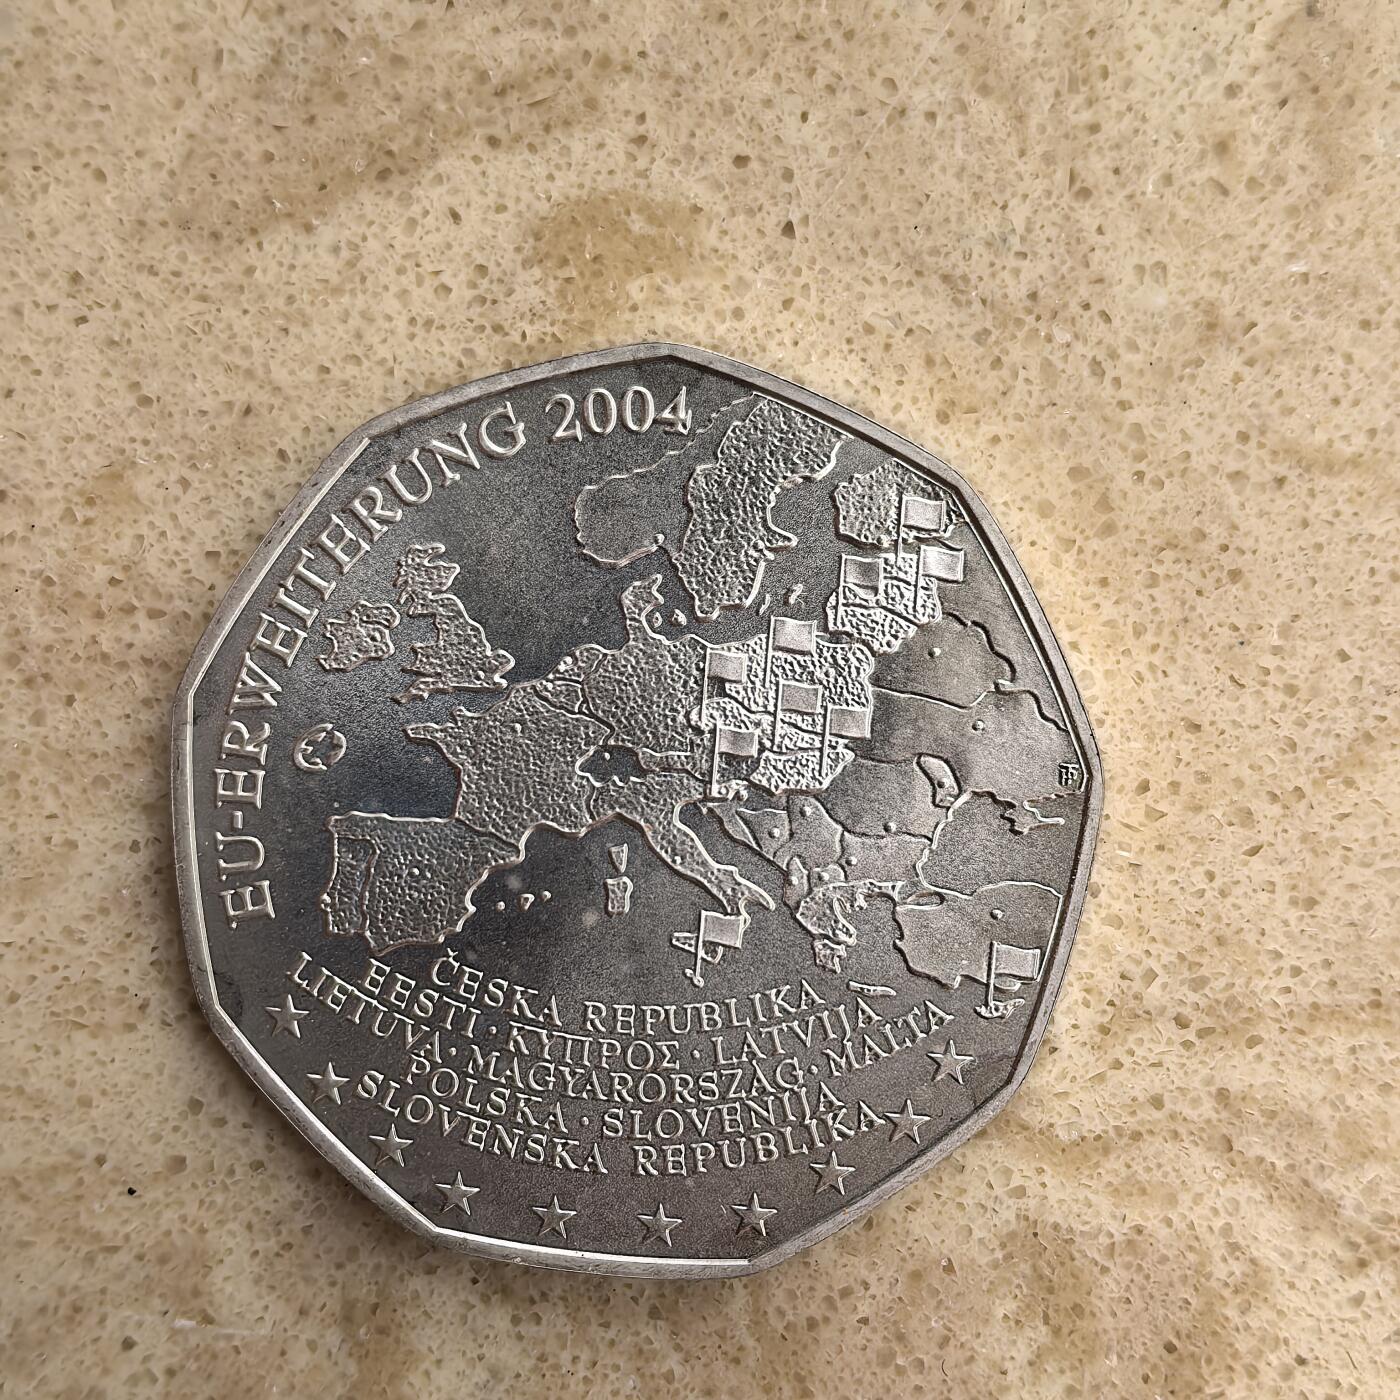 EU-ERWEITERUNG 2004
ČESKA REPUBLIKA
EESTI · ΚΥΠΡΟΣ · LATVIJA
LIETUVA · MAGYARORSZÁG · MALTA
POLSKA · SLOVENIJA
SLOVENSKA REPUBLIKA